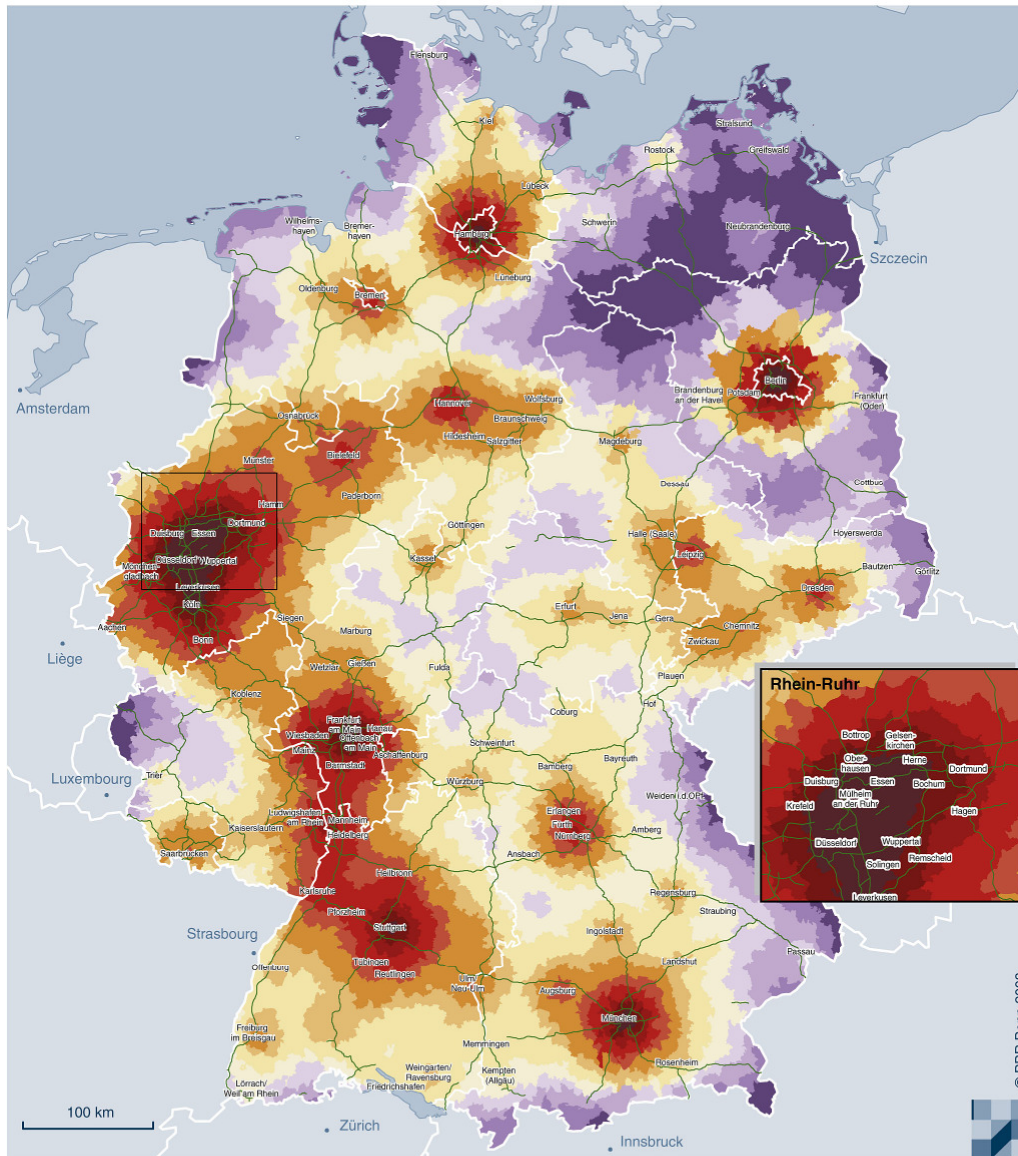 Flensburg
Kiel
Stralsund
Greifswald
Rostock
Lübeck
Wilhelms-
haven
Bremer-
haven
Schwerin
Hamburg
Neubrandenburg
Szczecin
Lüneburg
Oldenburg
Bremen
Amsterdam
Berlin
Brandenburg
an der Havel
Potsdam
Frankfurt
(Oder)
Hannover
Wolfsburg
Braunschweig
Osnabrück
Hildesheim
Salzgitter
Magdeburg
Bielefeld
Münster
Paderborn
Hamm
Dessau
Cottbus
Duisburg
Essen
Dortmund
Göttingen
Halle (Saale)
Hoyerswerda
Leipzig
Kassel
Düsseldorf
Wuppertal
Mönchen-
gladbach
Bautzen
Görlitz
Leverkusen
Dresden
Köln
Erfurt
Jena
Gera
Chemnitz
Siegen
Aachen
Marburg
Zwickau
Bonn
Liège
Wetzlar
Gießen
Fulda
Plauen
Koblenz
Hof
Coburg
Frankfurt
am Main
Hanau
Offenbach
am Main
Wiesbaden
Mainz
Aschaffenburg
Schweinfurt
Darmstadt
Bamberg
Bayreuth
Luxembourg
Trier
Würzburg
Weiden i.d.OPf.
Ludwigshafen
am Rhein
Mannheim
Erlangen
Fürth
Nürnberg
Amberg
Kaiserslautern
Heidelberg
Saarbrücken
Ansbach
Heilbronn
Karlsruhe
Regensburg
Pforzheim
Straubing
Stuttgart
Strasbourg
Ingolstadt
Passau
Offenburg
Tübingen
Reutlingen
Landshut
Ulm
Neu-Ulm
Augsburg
München
Freiburg
im Breisgau
Memmingen
Rosenheim
Weingarten/
Ravensburg
Kempten
(Allgäu)
Lörrach/
Weil am Rhein
Friedrichshafen
100 km
Zürich
Innsbruck
Rhein-Ruhr
Bottrop
Gelsen-
kirchen
Ober-
hausen
Herne
Dortmund
Duisburg
Essen
Bochum
Mülheim
an der Ruhr
Krefeld
Hagen
Düsseldorf
Wuppertal
Solingen
Remscheid
Leverkusen